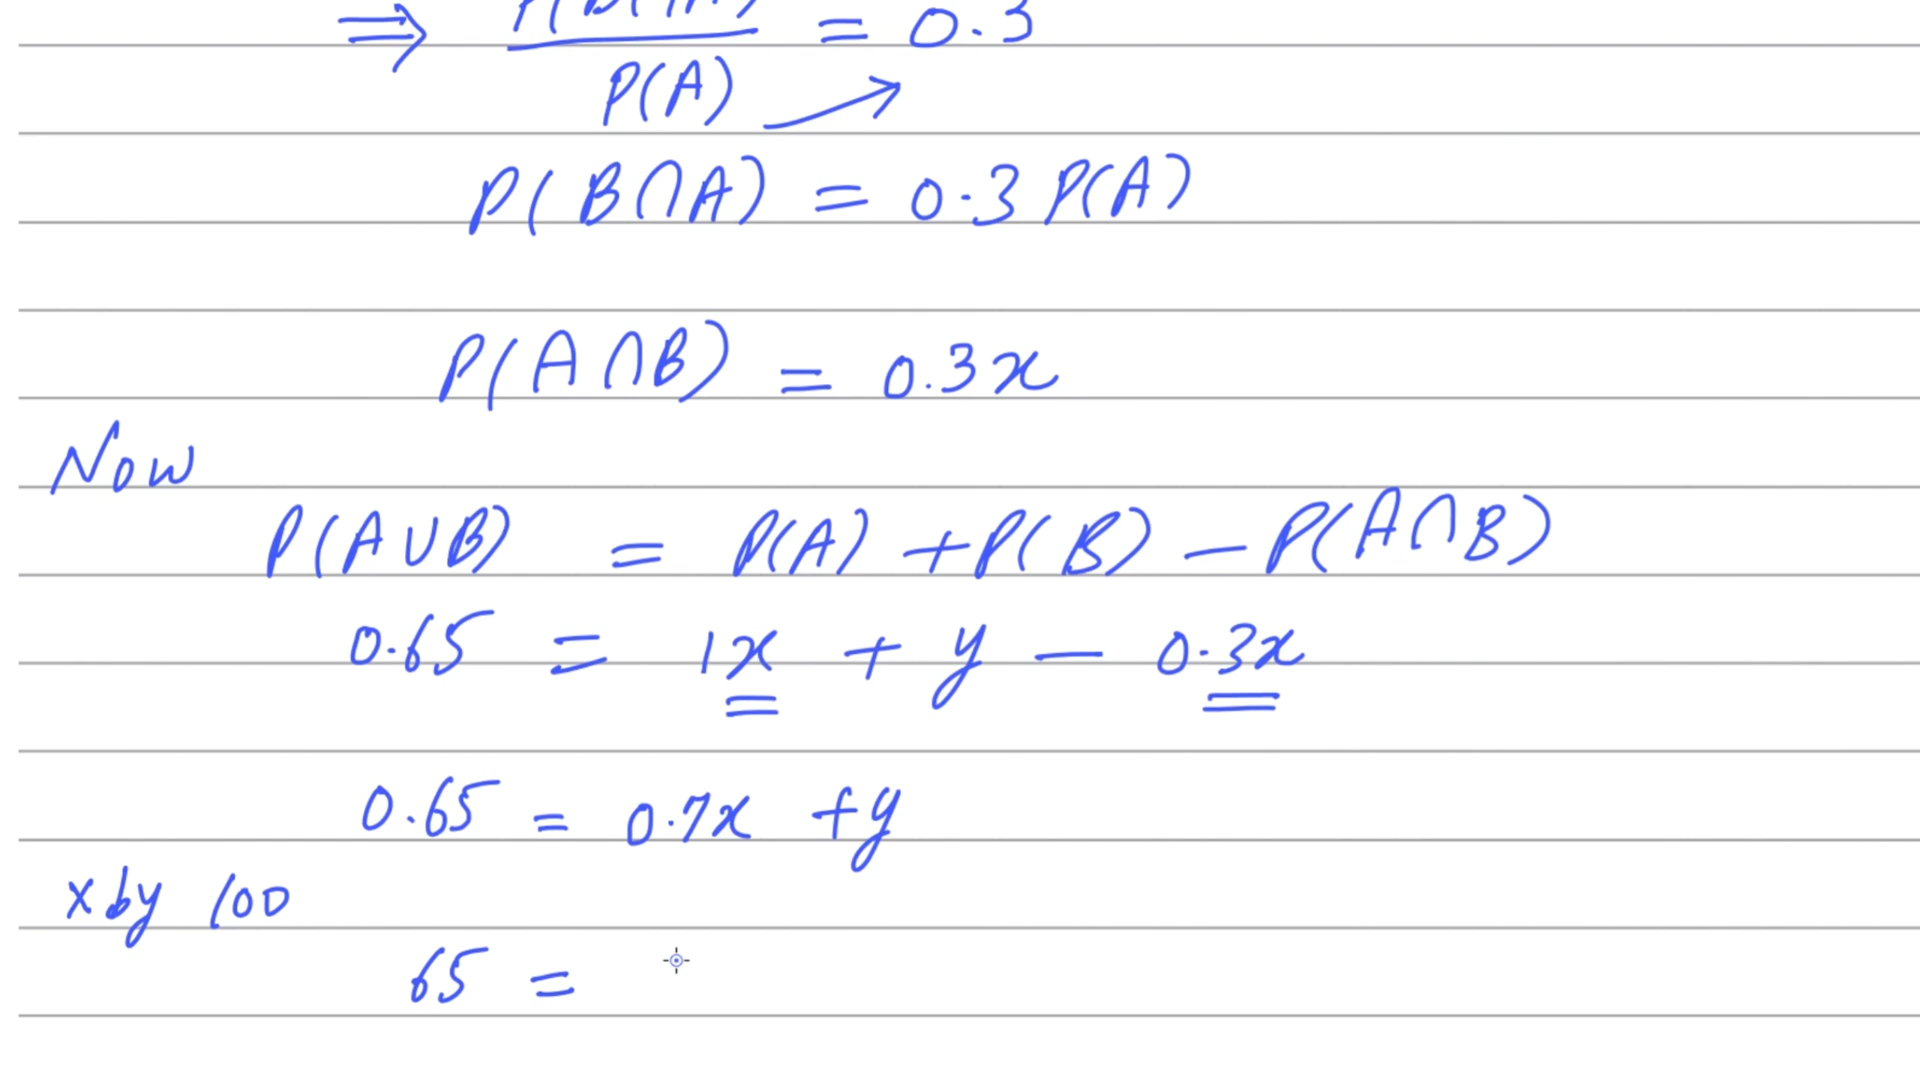 ⇒ P(B∩A) = 0.3
P(A)
P(B∩A) = 0.3 P(A)
P(A∩B) = 0.3x
Now
P(A∪B) = P(A) + P(B) − P(A∩B)
0.65 = 1x + y − 0.3x
0.65 = 0.7x + y
x by 100
65 =